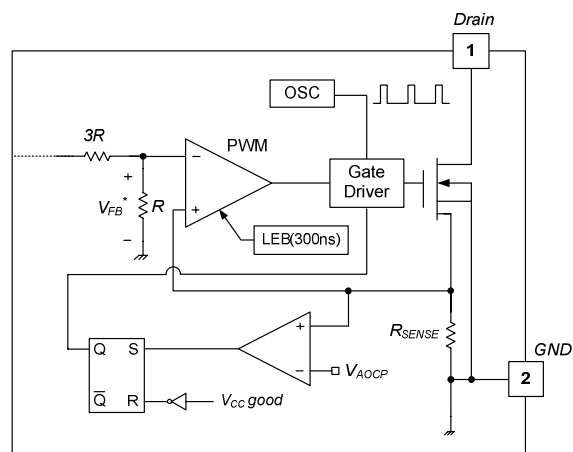 Drain
1
OSC
3R
PWM
−
+
Gate
Driver
+
V_FB*
R
−
LEB(300ns)
R_SENSE
+
−
V_AOCP
GND
2
Q
S
Q̅
R
V_CC good